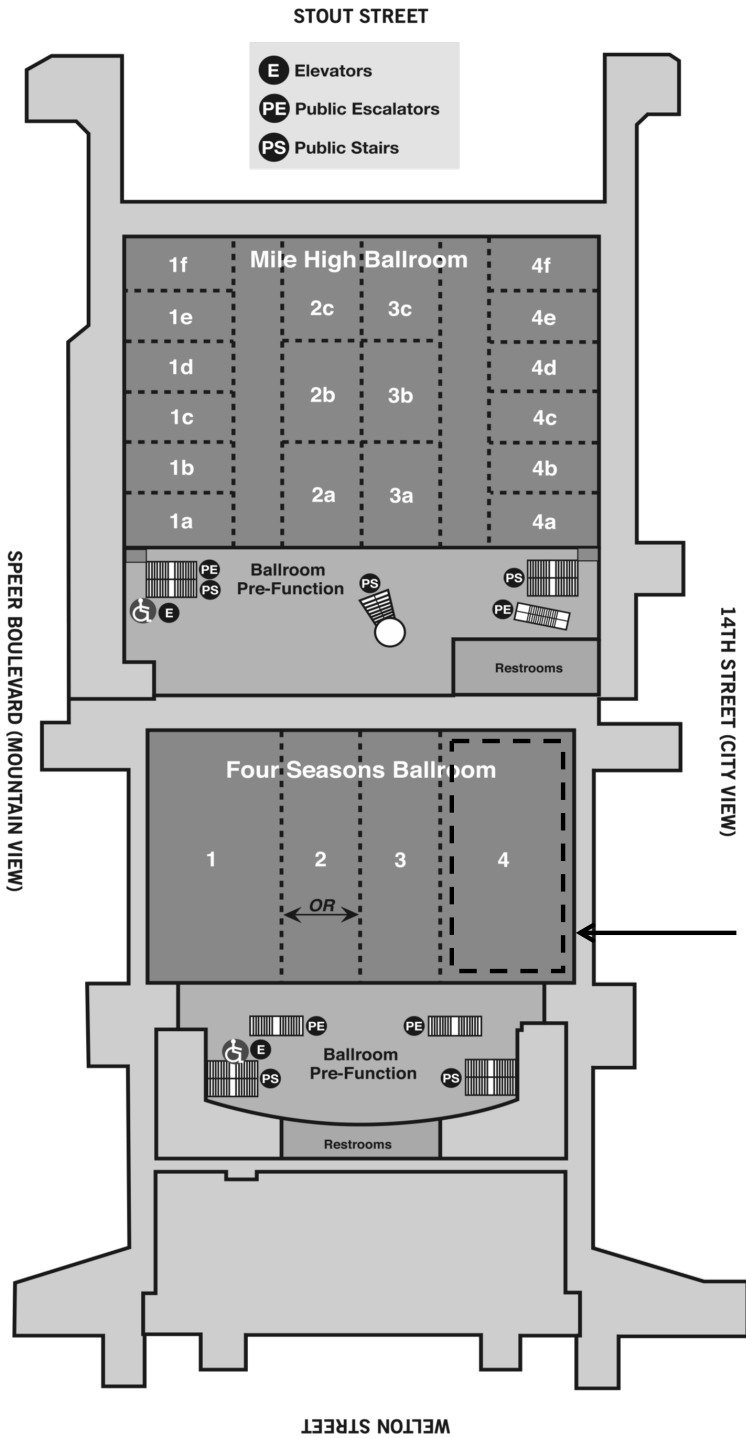 STOUT STREET
E Elevators
PE Public Escalators
PS Public Stairs
Mile High Ballroom
1f
4f
1e
2c
3c
4e
1d
4d
2b
3b
1c
4c
1b
4b
2a
3a
1a
4a
PE
PS
E
Ballroom
Pre-Function
PS
PS
PE
Restrooms
SPEER BOULEVARD (MOUNTAIN VIEW)
14TH STREET (CITY VIEW)
Four Seasons Ballroom
1
2
3
4
OR
PE
PE
E
PS
Ballroom
Pre-Function
PS
Restrooms
WELTON STREET